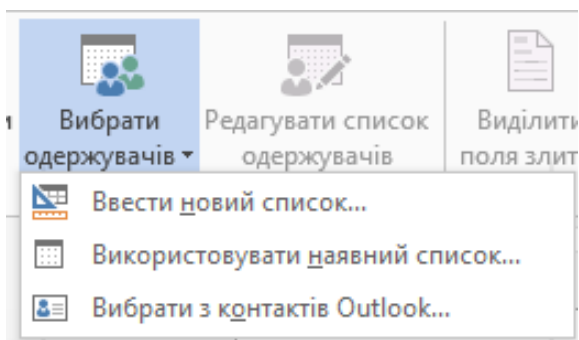 Вибрати
одержувачів
Редагувати список
одержувачів
Виділити
поля злит
Ввести новий список...
Використовувати наявний список...
Вибрати з контактів Outlook...